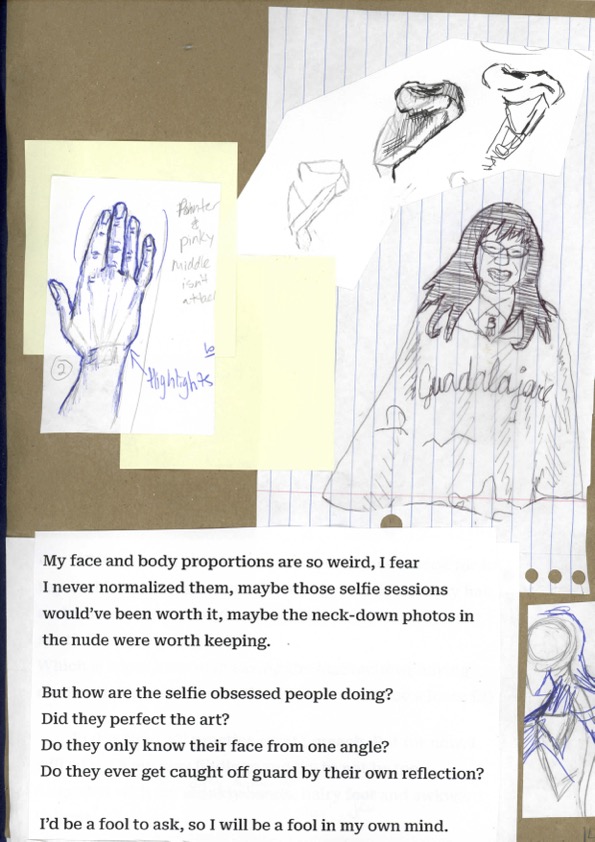 Pointer
&
pinky
middle
isn't
2
Highlights
Guadalajara
My face and body proportions are so weird, I fear
I never normalized them, maybe those selfie sessions
would've been worth it, maybe the neck-down photos in
the nude were worth keeping.
But how are the selfie obsessed people doing?
Did they perfect the art?
Do they only know their face from one angle?
Do they ever get caught off guard by their own reflection?
I'd be a fool to ask, so I will be a fool in my own mind.